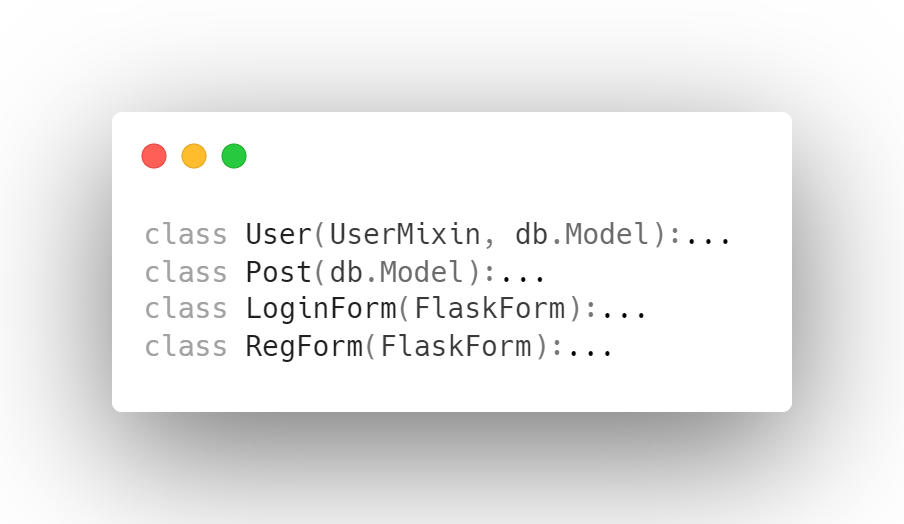 class User(UserMixin, db.Model):...
class Post(db.Model):...
class LoginForm(FlaskForm):...
class RegForm(FlaskForm):...